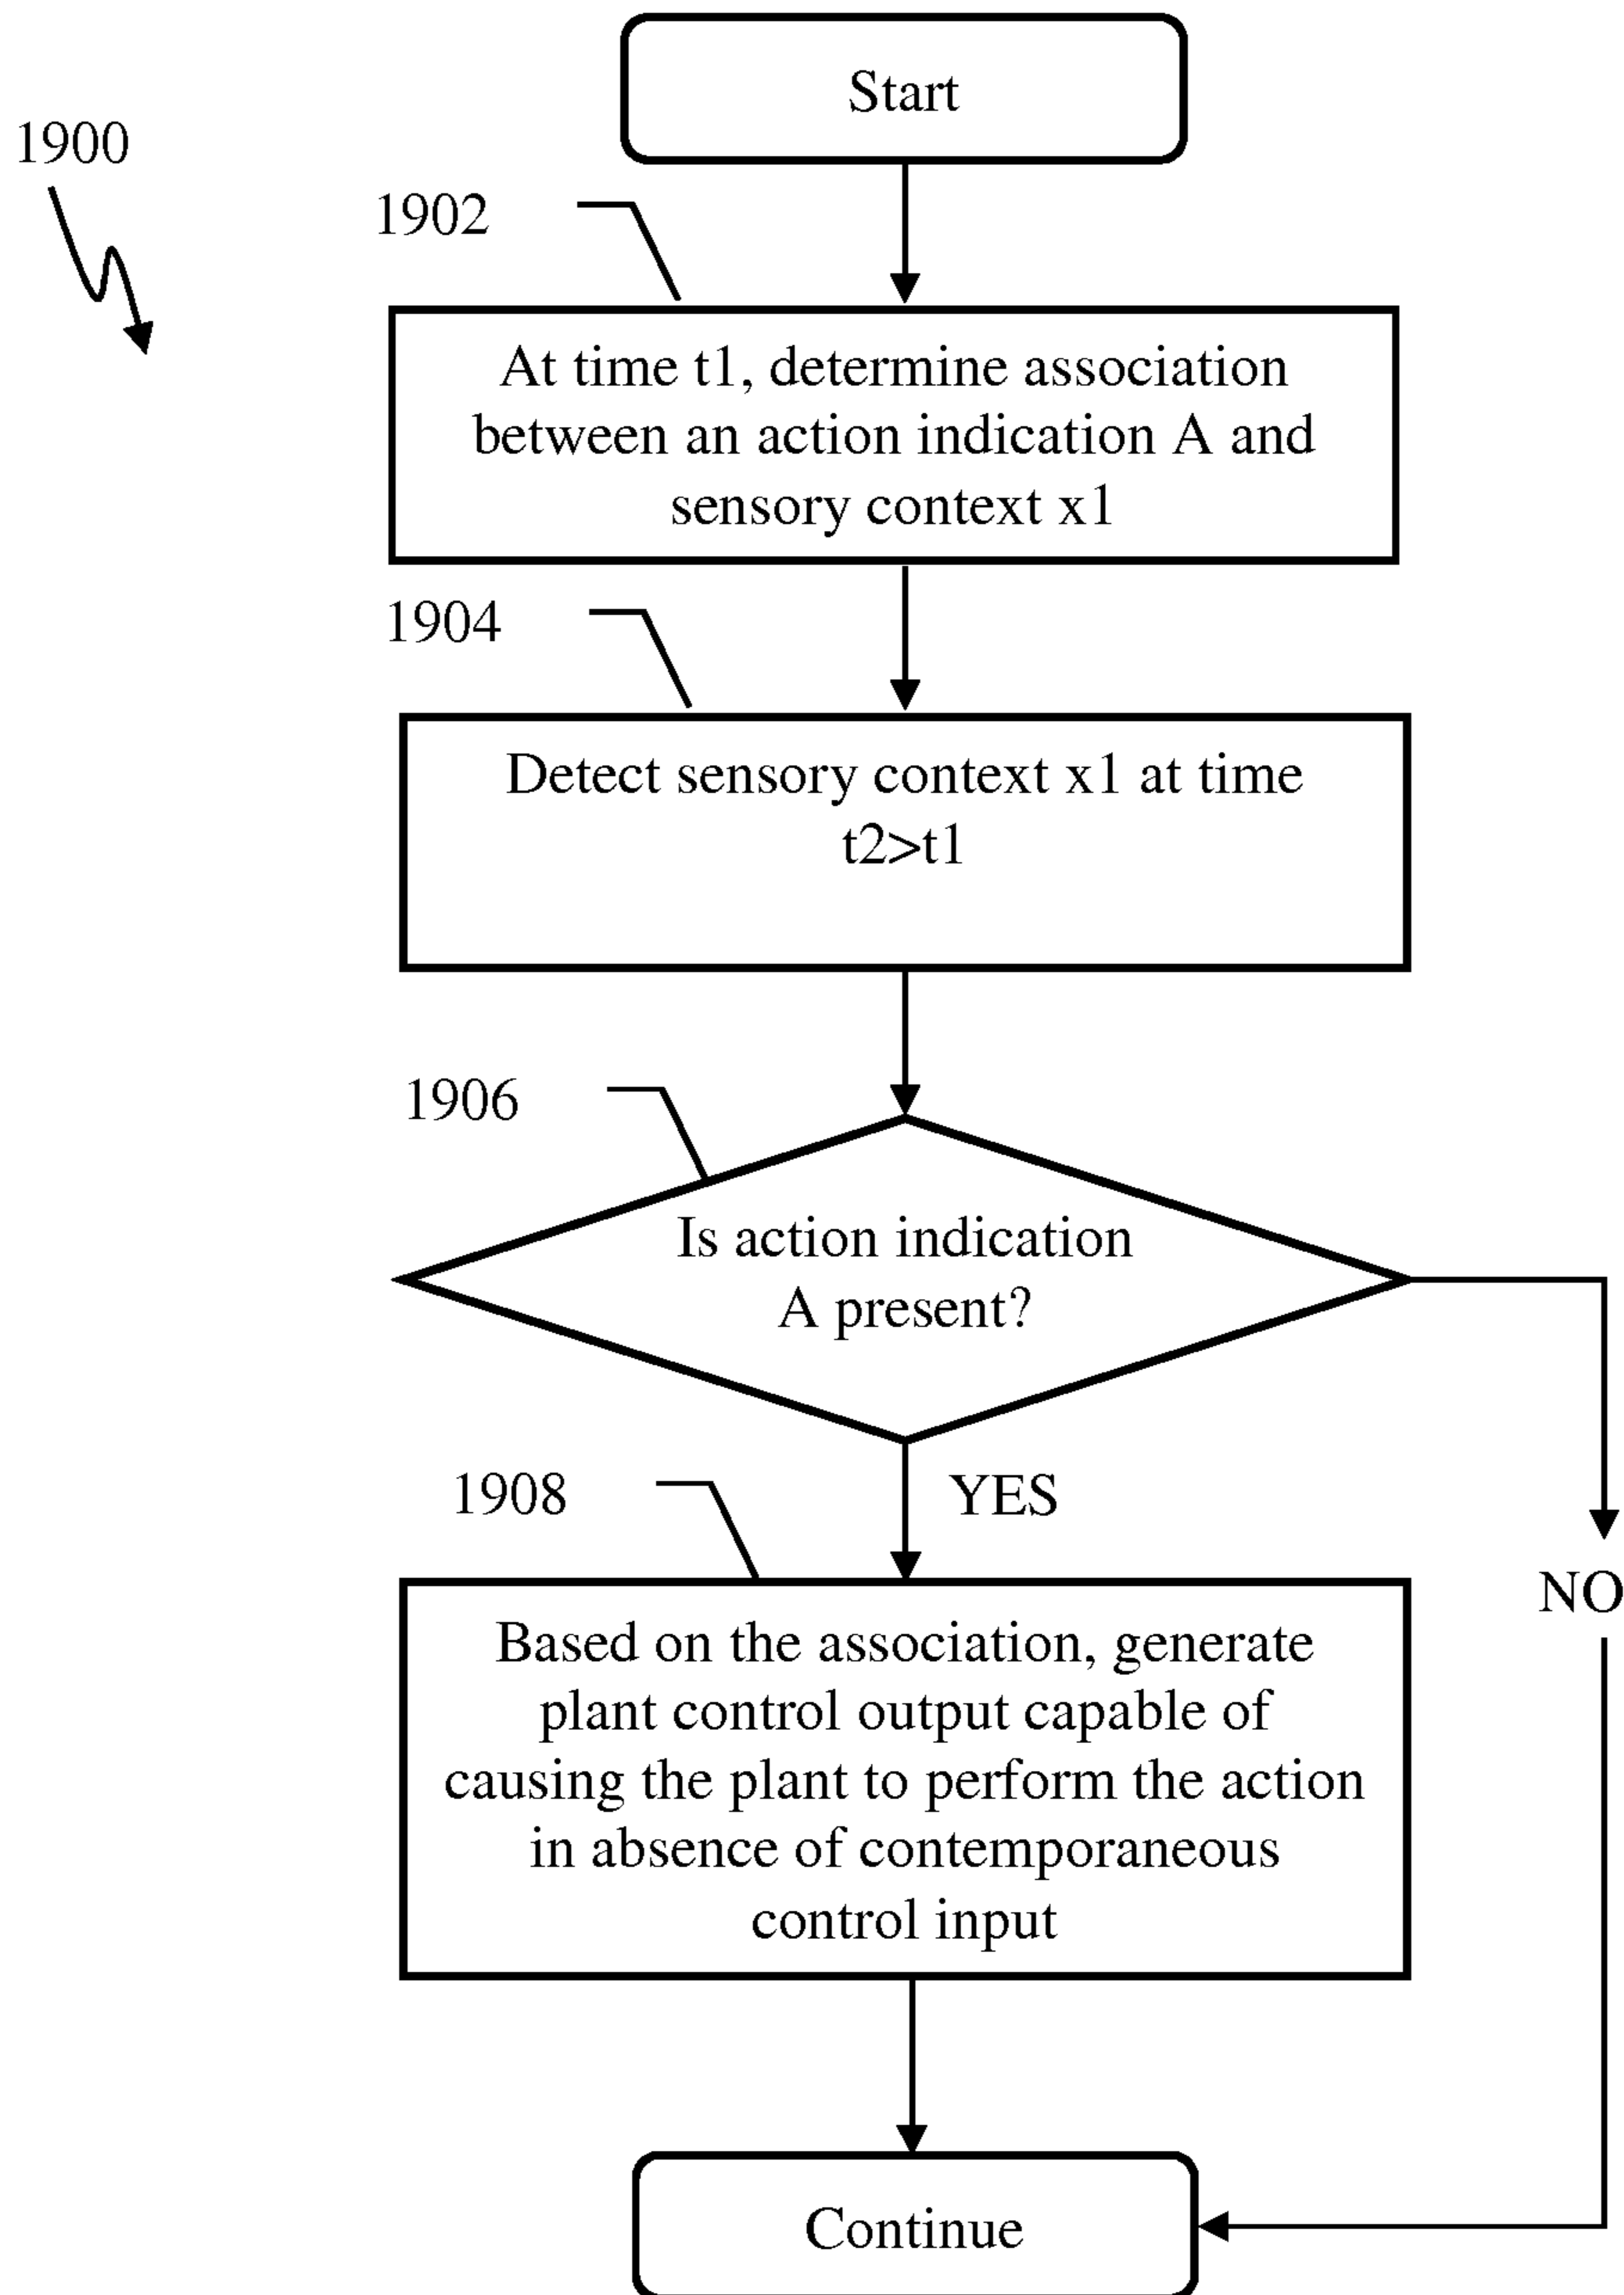 Start
1900
1902
At time t1, determine association
between an action indication A and
sensory context x1
1904
Detect sensory context x1 at time
t2>t1
1906
Is action indication
A present?
1908
YES
NO
Based on the association, generate
plant control output capable of
causing the plant to perform the action
in absence of contemporaneous
control input
Continue